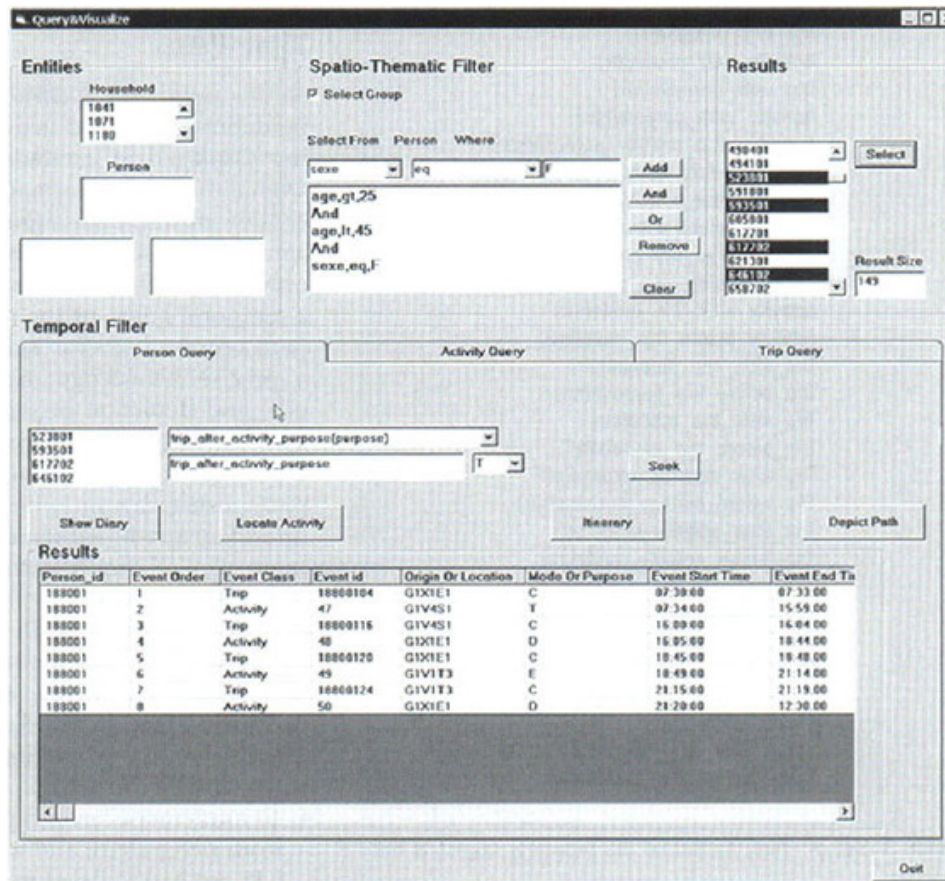 Query&Visualize
Entities
Household
1041
1071
1180
Person
Spatio-Thematic Filter
Select Group
Select From Person Where
sexe eq F
age,gt,25
And
age,lt,45
And
sexe,eq,F
Add
And
Or
Remove
Clear
Results
490401
494101
523801
591801
593501
605001
617701
617702
621301
646102
658702
Select
Result Size
149
Temporal Filter
Person Query Activity Query Trip Query
523801
593501
617702
646102
trip_after_activity_purpose(purpose)
trip_after_activity_purpose T
Seek
Show Diary Locate Activity Itinerary Depict Path
Results
Person_id Event Order Event Class Event id Origin Or Location Mode Or Purpose Event Start Time Event End Tin
188001 1 Trip 18800104 G1X1E1 C 07:30:00 07:33:00
188001 2 Activity 47 G1V4S1 T 07:34:00 15:59:00
188001 3 Trip 18800116 G1V4S1 C 16:00:00 16:04:00
188001 4 Activity 48 G1X1E1 D 16:05:00 18:44:00
188001 5 Trip 18800120 G1X1E1 C 18:45:00 18:48:00
188001 6 Activity 49 G1V1T3 E 18:49:00 21:14:00
188001 7 Trip 18800124 G1V1T3 C 21:15:00 21:19:00
188001 8 Activity 50 G1X1E1 D 21:20:00 12:30:00
Quit